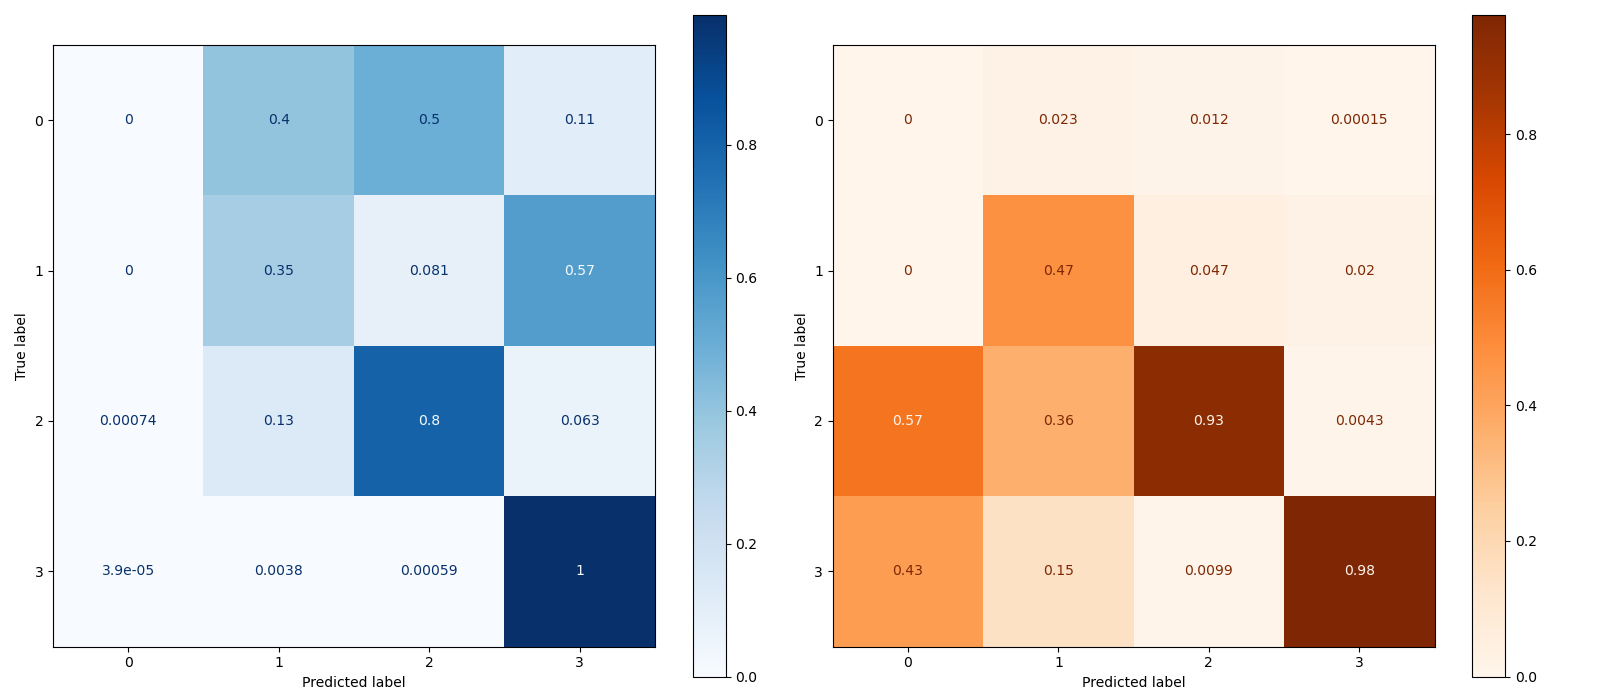 0 0.4 0.5 0.11
0 0.35 0.081 0.57
0.00074 0.13 0.8 0.063
3.9e-05 0.0038 0.00059 1
0
1
2
3
True label
0 1 2 3
Predicted label
0.8
0.6
0.4
0.2
0.0
0 0.023 0.012 0.00015
0 0.47 0.047 0.02
0.57 0.36 0.93 0.0043
0.43 0.15 0.0099 0.98
0
1
2
3
True label
0 1 2 3
Predicted label
0.8
0.6
0.4
0.2
0.0